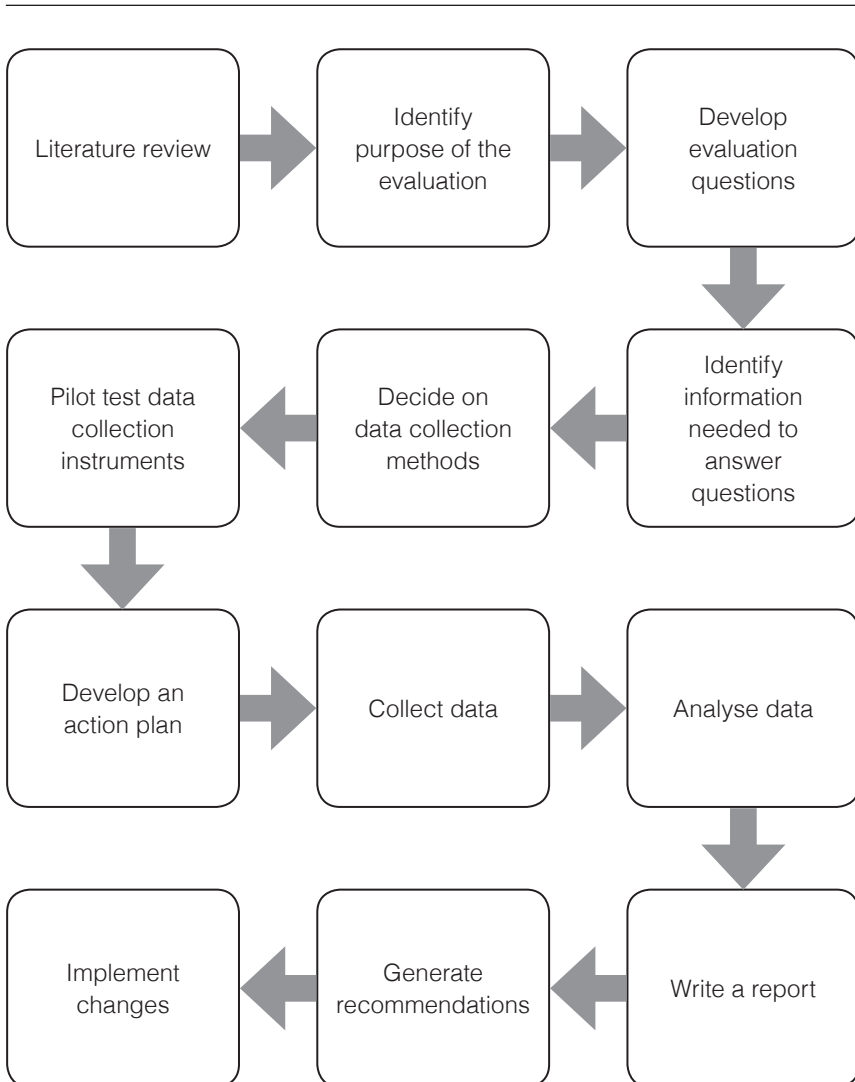 Literature review
Identify
purpose of the
evaluation
Develop
evaluation
questions
Identify
information
needed to
answer
questions
Decide on
data collection
methods
Pilot test data
collection
instruments
Develop an
action plan
Collect data
Analyse data
Write a report
Generate
recommendations
Implement
changes